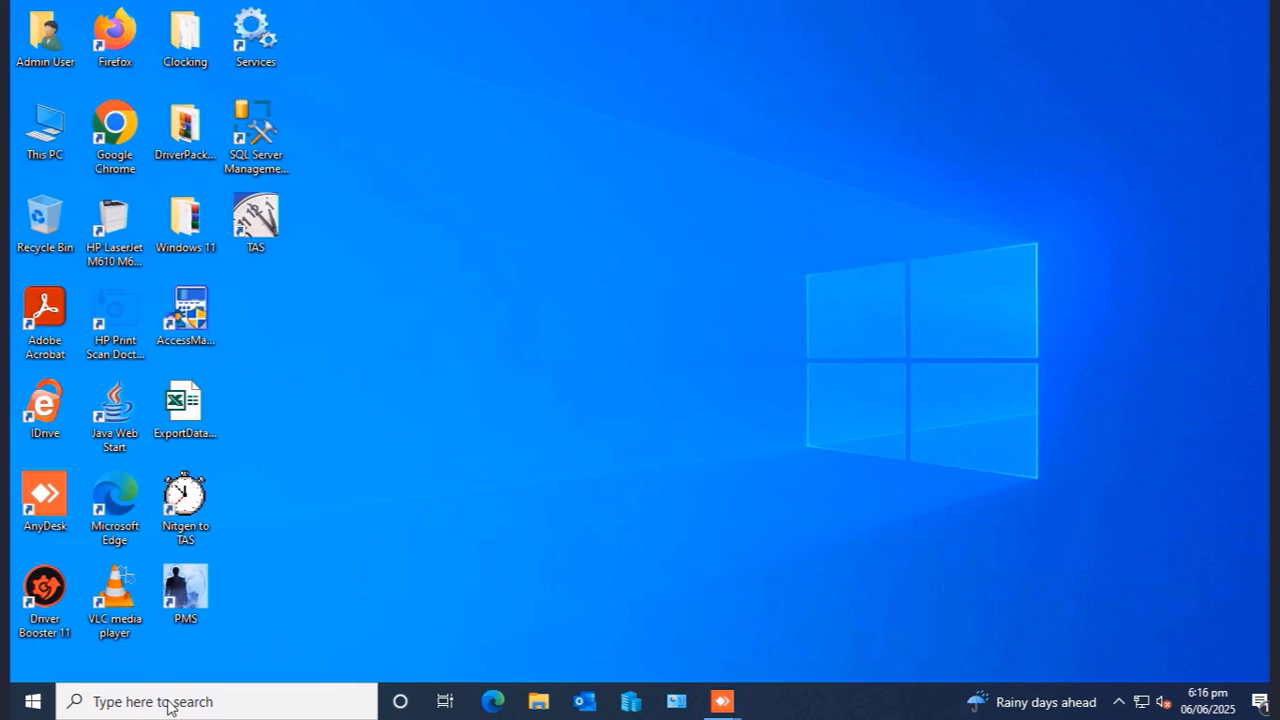 Admin User
Firefox
Clocking
Services
This PC
Google
Chrome
DriverPack...
SQL Server
Manageme...
Recycle Bin
HP LaserJet
M610 M6...
Windows 11
TAS
Adobe
Acrobat
HP Print
Scan Doct...
AccessMa...
IDrive
Java Web
Start
ExportData...
AnyDesk
Microsoft
Edge
Nitgen to
TAS
Driver
Booster 11
VLC media
player
PMS
Type here to search
Rainy days ahead
6:16 pm
06/06/2025
1